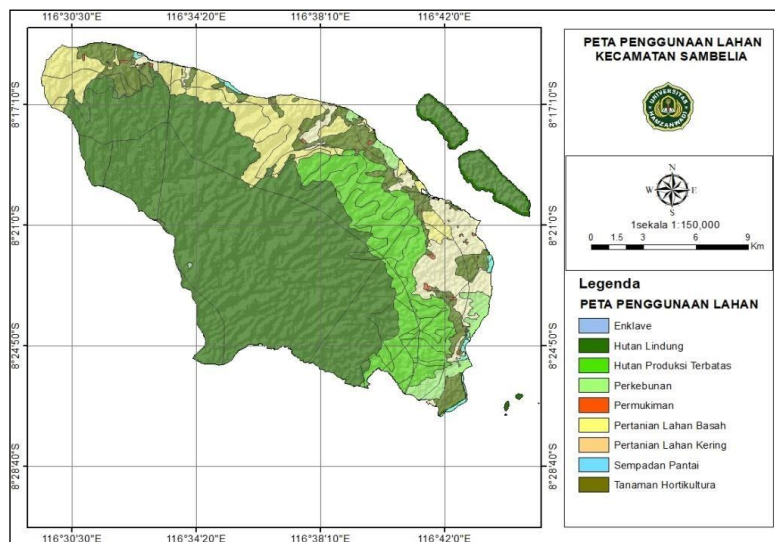 116°30'30"E 116°34'20"E 116°38'10"E 116°42'0"E
8°17'10"S
8°21'0"S
8°24'50"S
8°28'40"S
8°17'10"S
8°21'0"S
8°24'50"S
8°28'40"S
116°30'30"E 116°34'20"E 116°38'10"E 116°42'0"E
PETA PENGGUNAAN LAHAN
KECAMATAN SAMBELIA
UNIVERSITAS
HAMZANWADI
N
W E
S
1sekala 1:150,000
0 1.5 3 6 9
Km
Legenda
PETA PENGGUNAAN LAHAN
Enklave
Hutan Lindung
Hutan Produksi Terbatas
Perkebunan
Permukiman
Pertanian Lahan Basah
Pertanian Lahan Kering
Sempadan Pantai
Tanaman Hortikultura